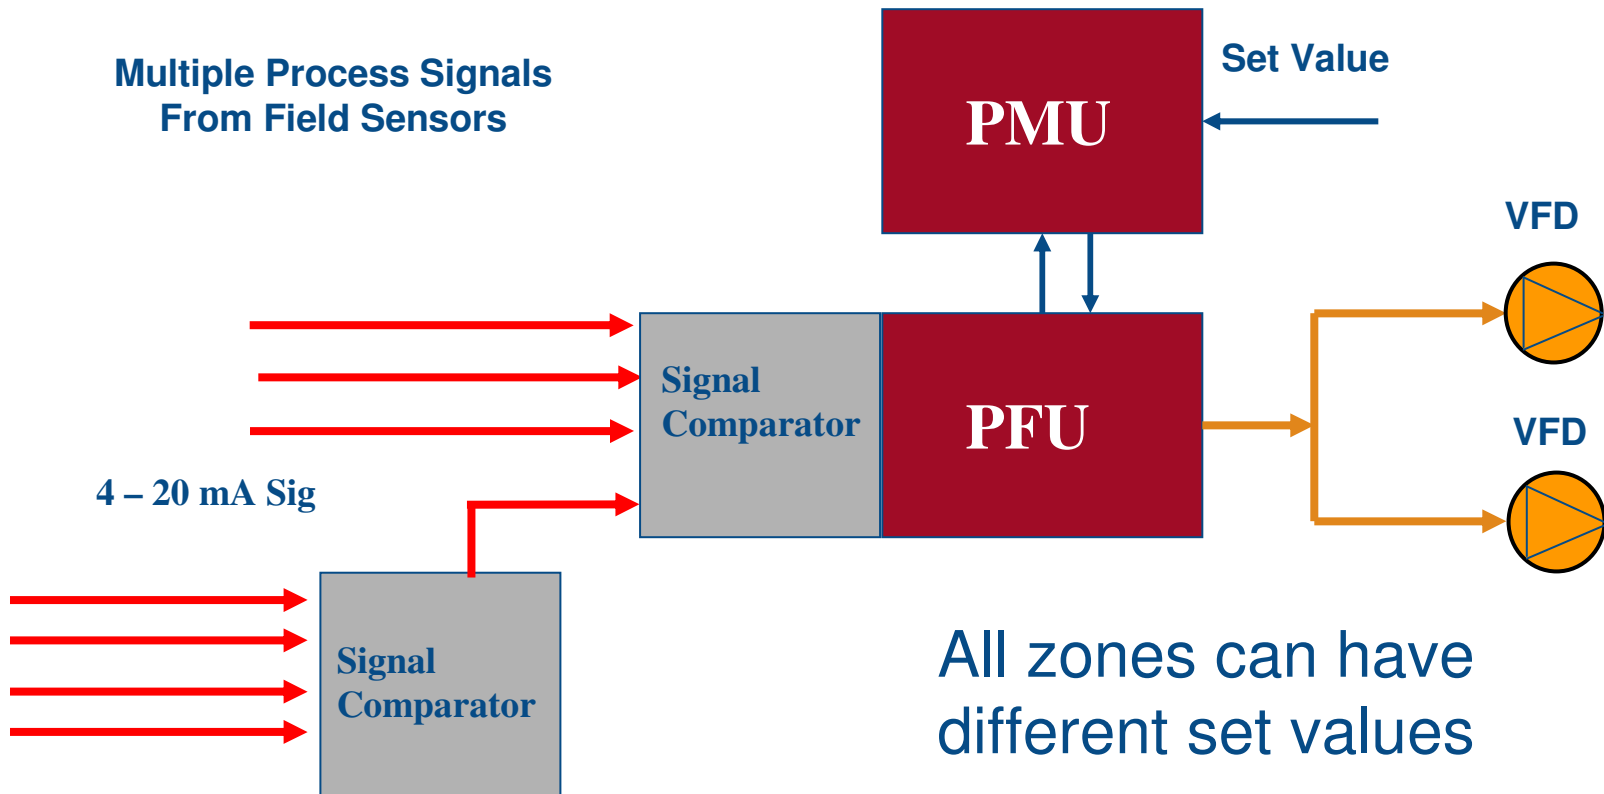 Multiple Process Signals
From Field Sensors
Set Value
PMU
VFD
Signal
Comparator
PFU
VFD
4 – 20 mA Sig
Signal
Comparator
All zones can have
different set values